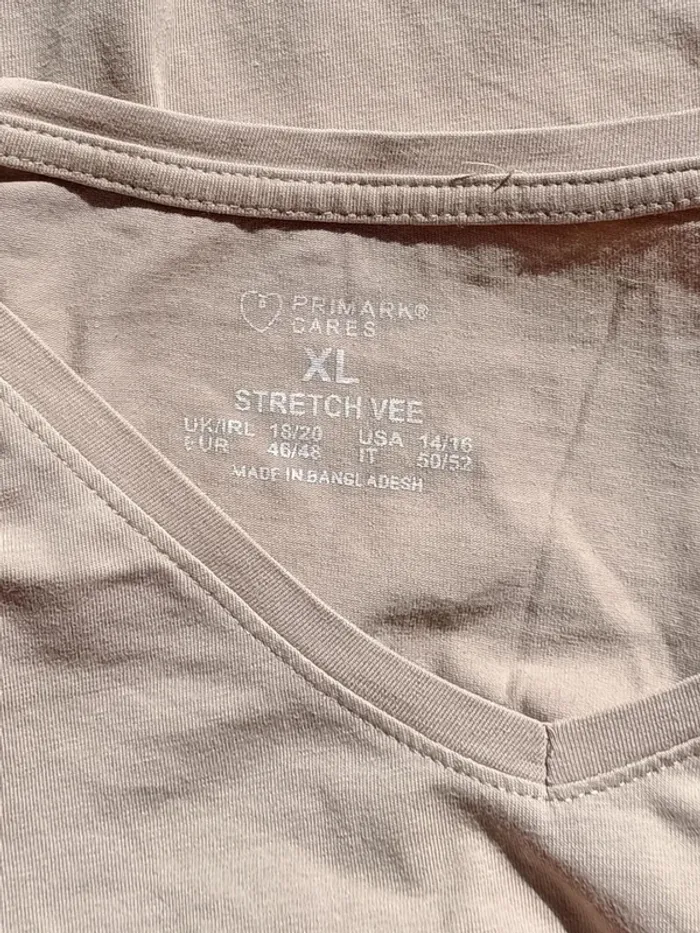 PRIMARK®
CARES
XL
STRETCH VEE
UK/IRL 18/20 USA 14/16
EUR 46/48 IT 50/52
MADE IN BANGLADESH